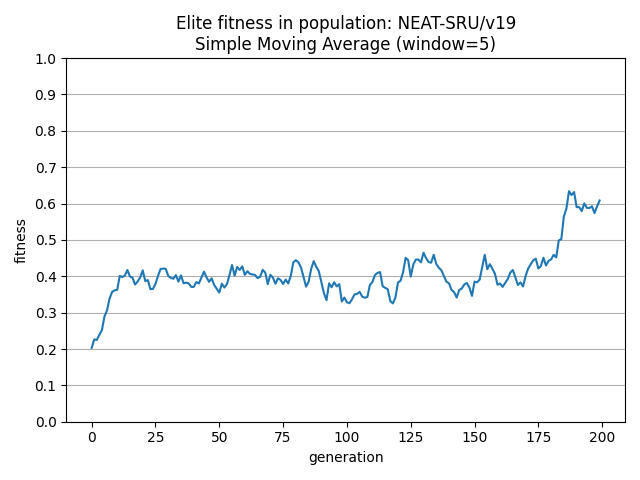 Elite fitness in population: NEAT-SRU/v19
Simple Moving Average (window=5)
1.0
0.9
0.8
0.7
0.6
0.5
0.4
0.3
0.2
0.1
0.0
fitness
0 25 50 75 100 125 150 175 200
generation